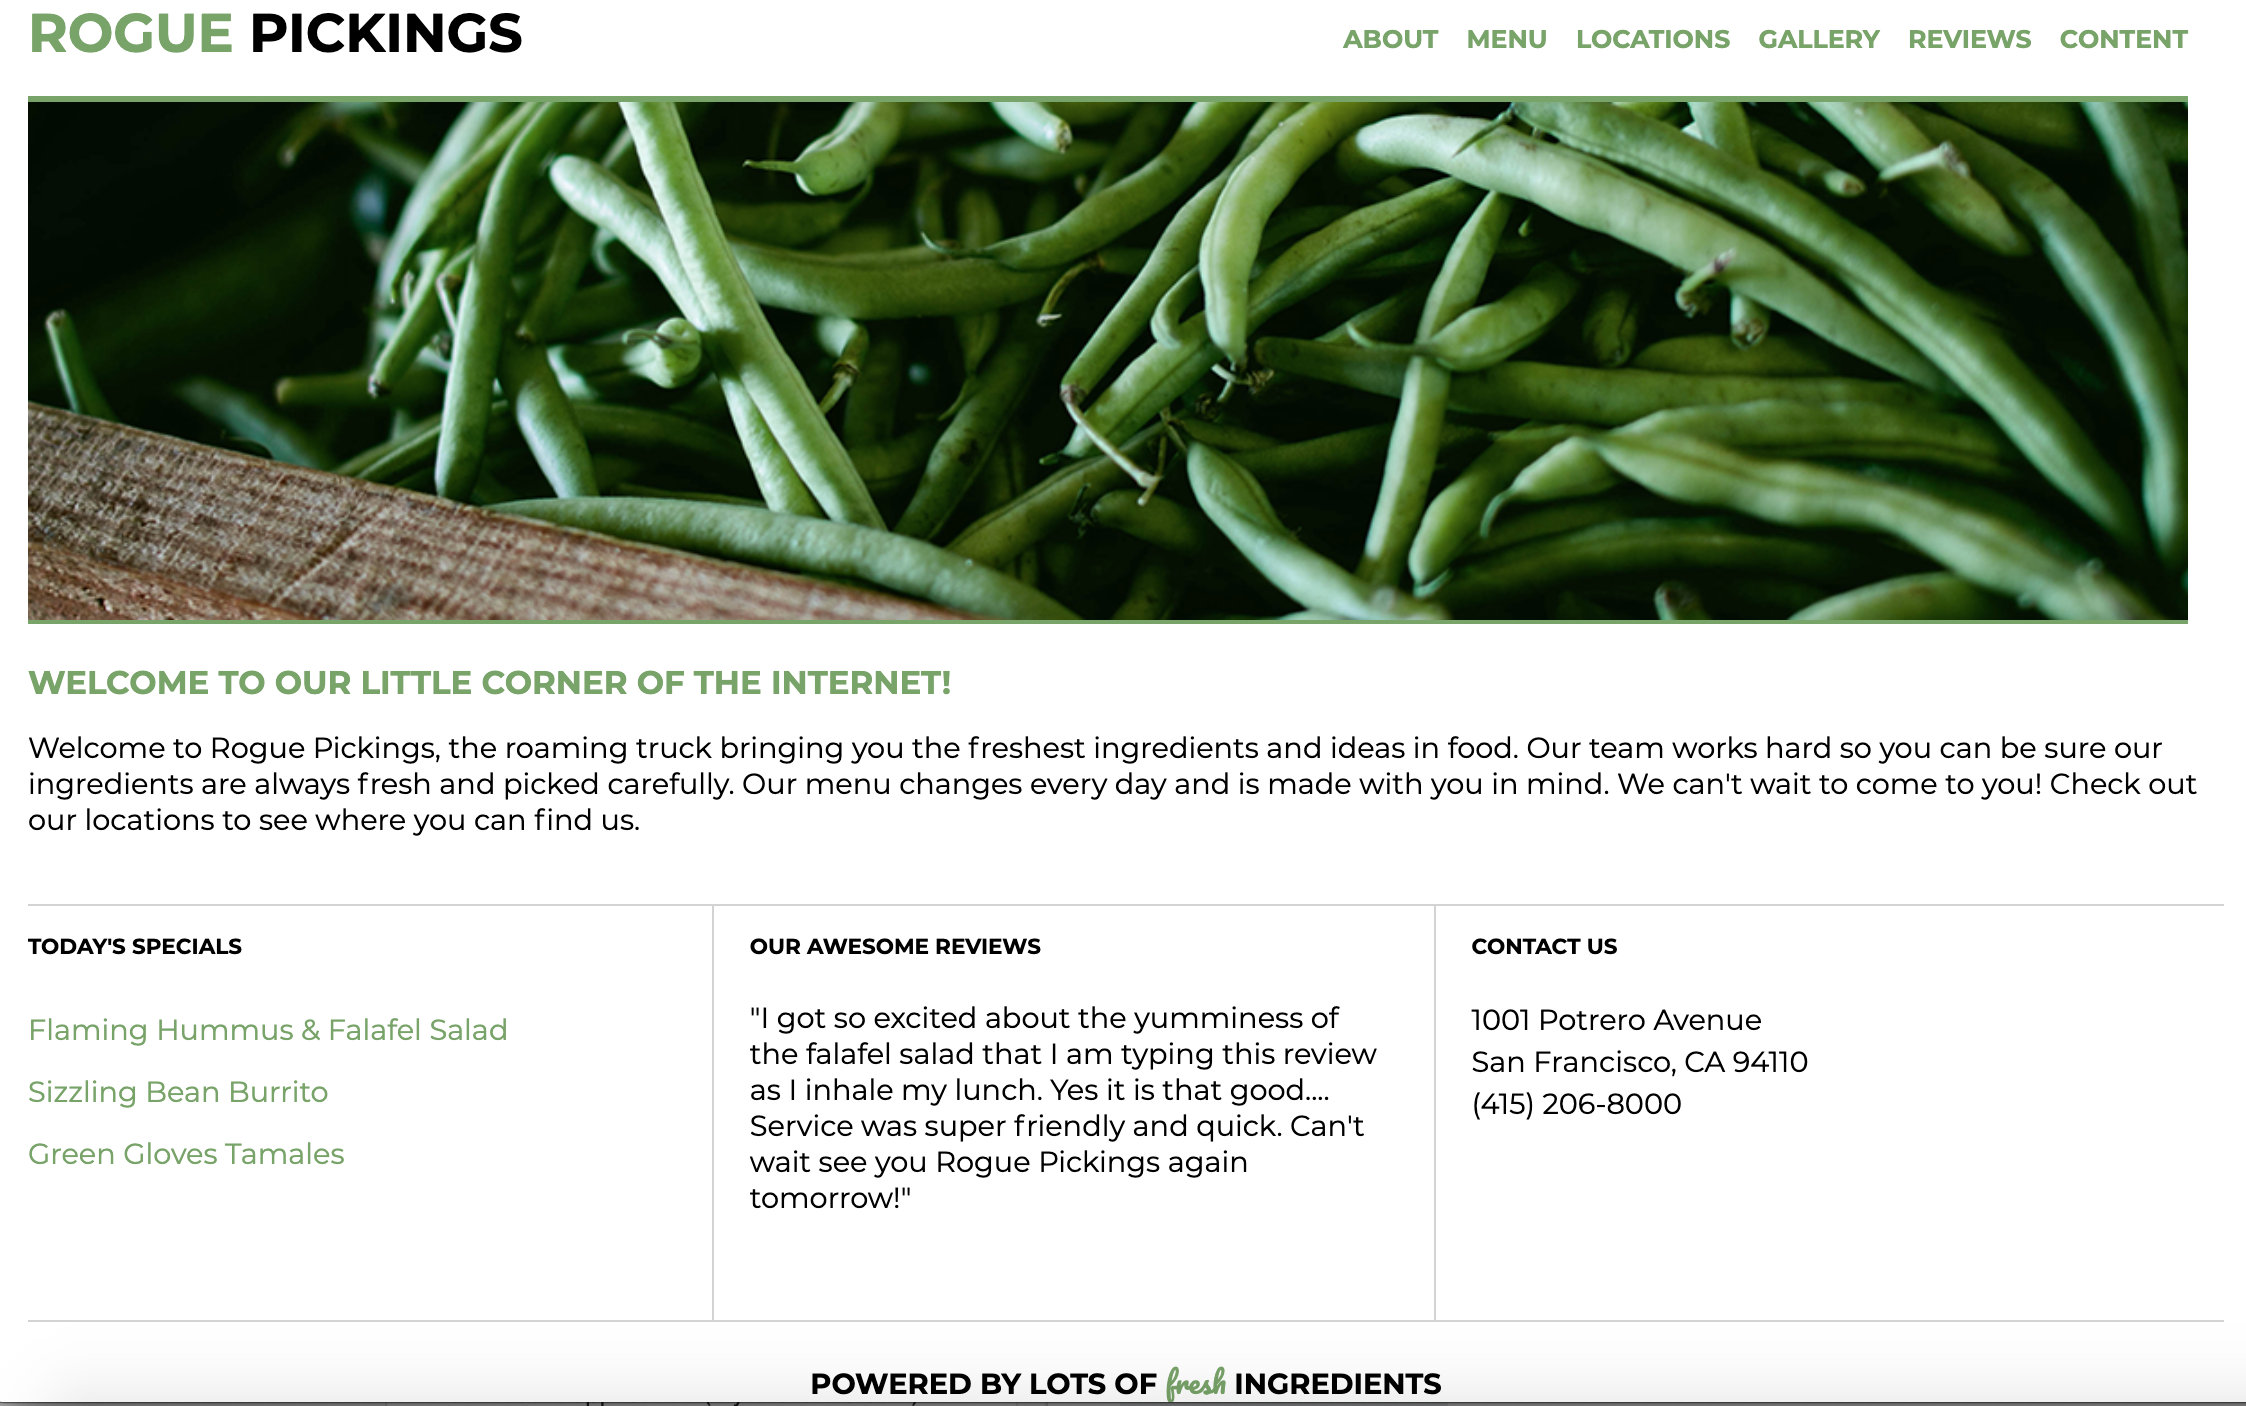 ROGUE PICKINGS
ABOUT MENU LOCATIONS GALLERY REVIEWS CONTENT
WELCOME TO OUR LITTLE CORNER OF THE INTERNET!
Welcome to Rogue Pickings, the roaming truck bringing you the freshest ingredients and ideas in food. Our team works hard so you can be sure our
ingredients are always fresh and picked carefully. Our menu changes every day and is made with you in mind. We can't wait to come to you! Check out
our locations to see where you can find us.
TODAY'S SPECIALS
Flaming Hummus & Falafel Salad
Sizzling Bean Burrito
Green Gloves Tamales
OUR AWESOME REVIEWS
"I got so excited about the yumminess of
the falafel salad that I am typing this review
as I inhale my lunch. Yes it is that good....
Service was super friendly and quick. Can't
wait see you Rogue Pickings again
tomorrow!"
CONTACT US
1001 Potrero Avenue
San Francisco, CA 94110
(415) 206-8000
POWERED BY LOTS OF fresh INGREDIENTS